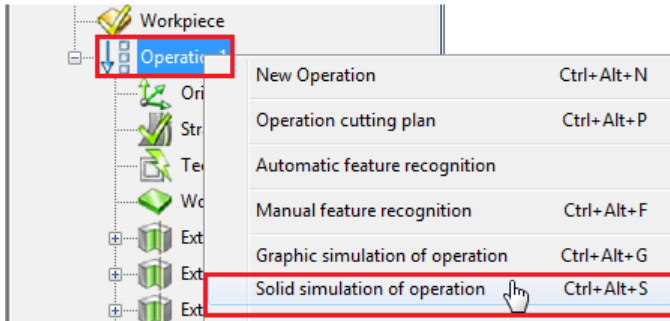 Workpiece
Operation
New Operation Ctrl+Alt+N
Ori
Operation cutting plan Ctrl+Alt+P
Str
Automatic feature recognition
Te
Wo
Manual feature recognition Ctrl+Alt+F
Ext
Graphic simulation of operation Ctrl+Alt+G
Ext
Solid simulation of operation Ctrl+Alt+S
Ext